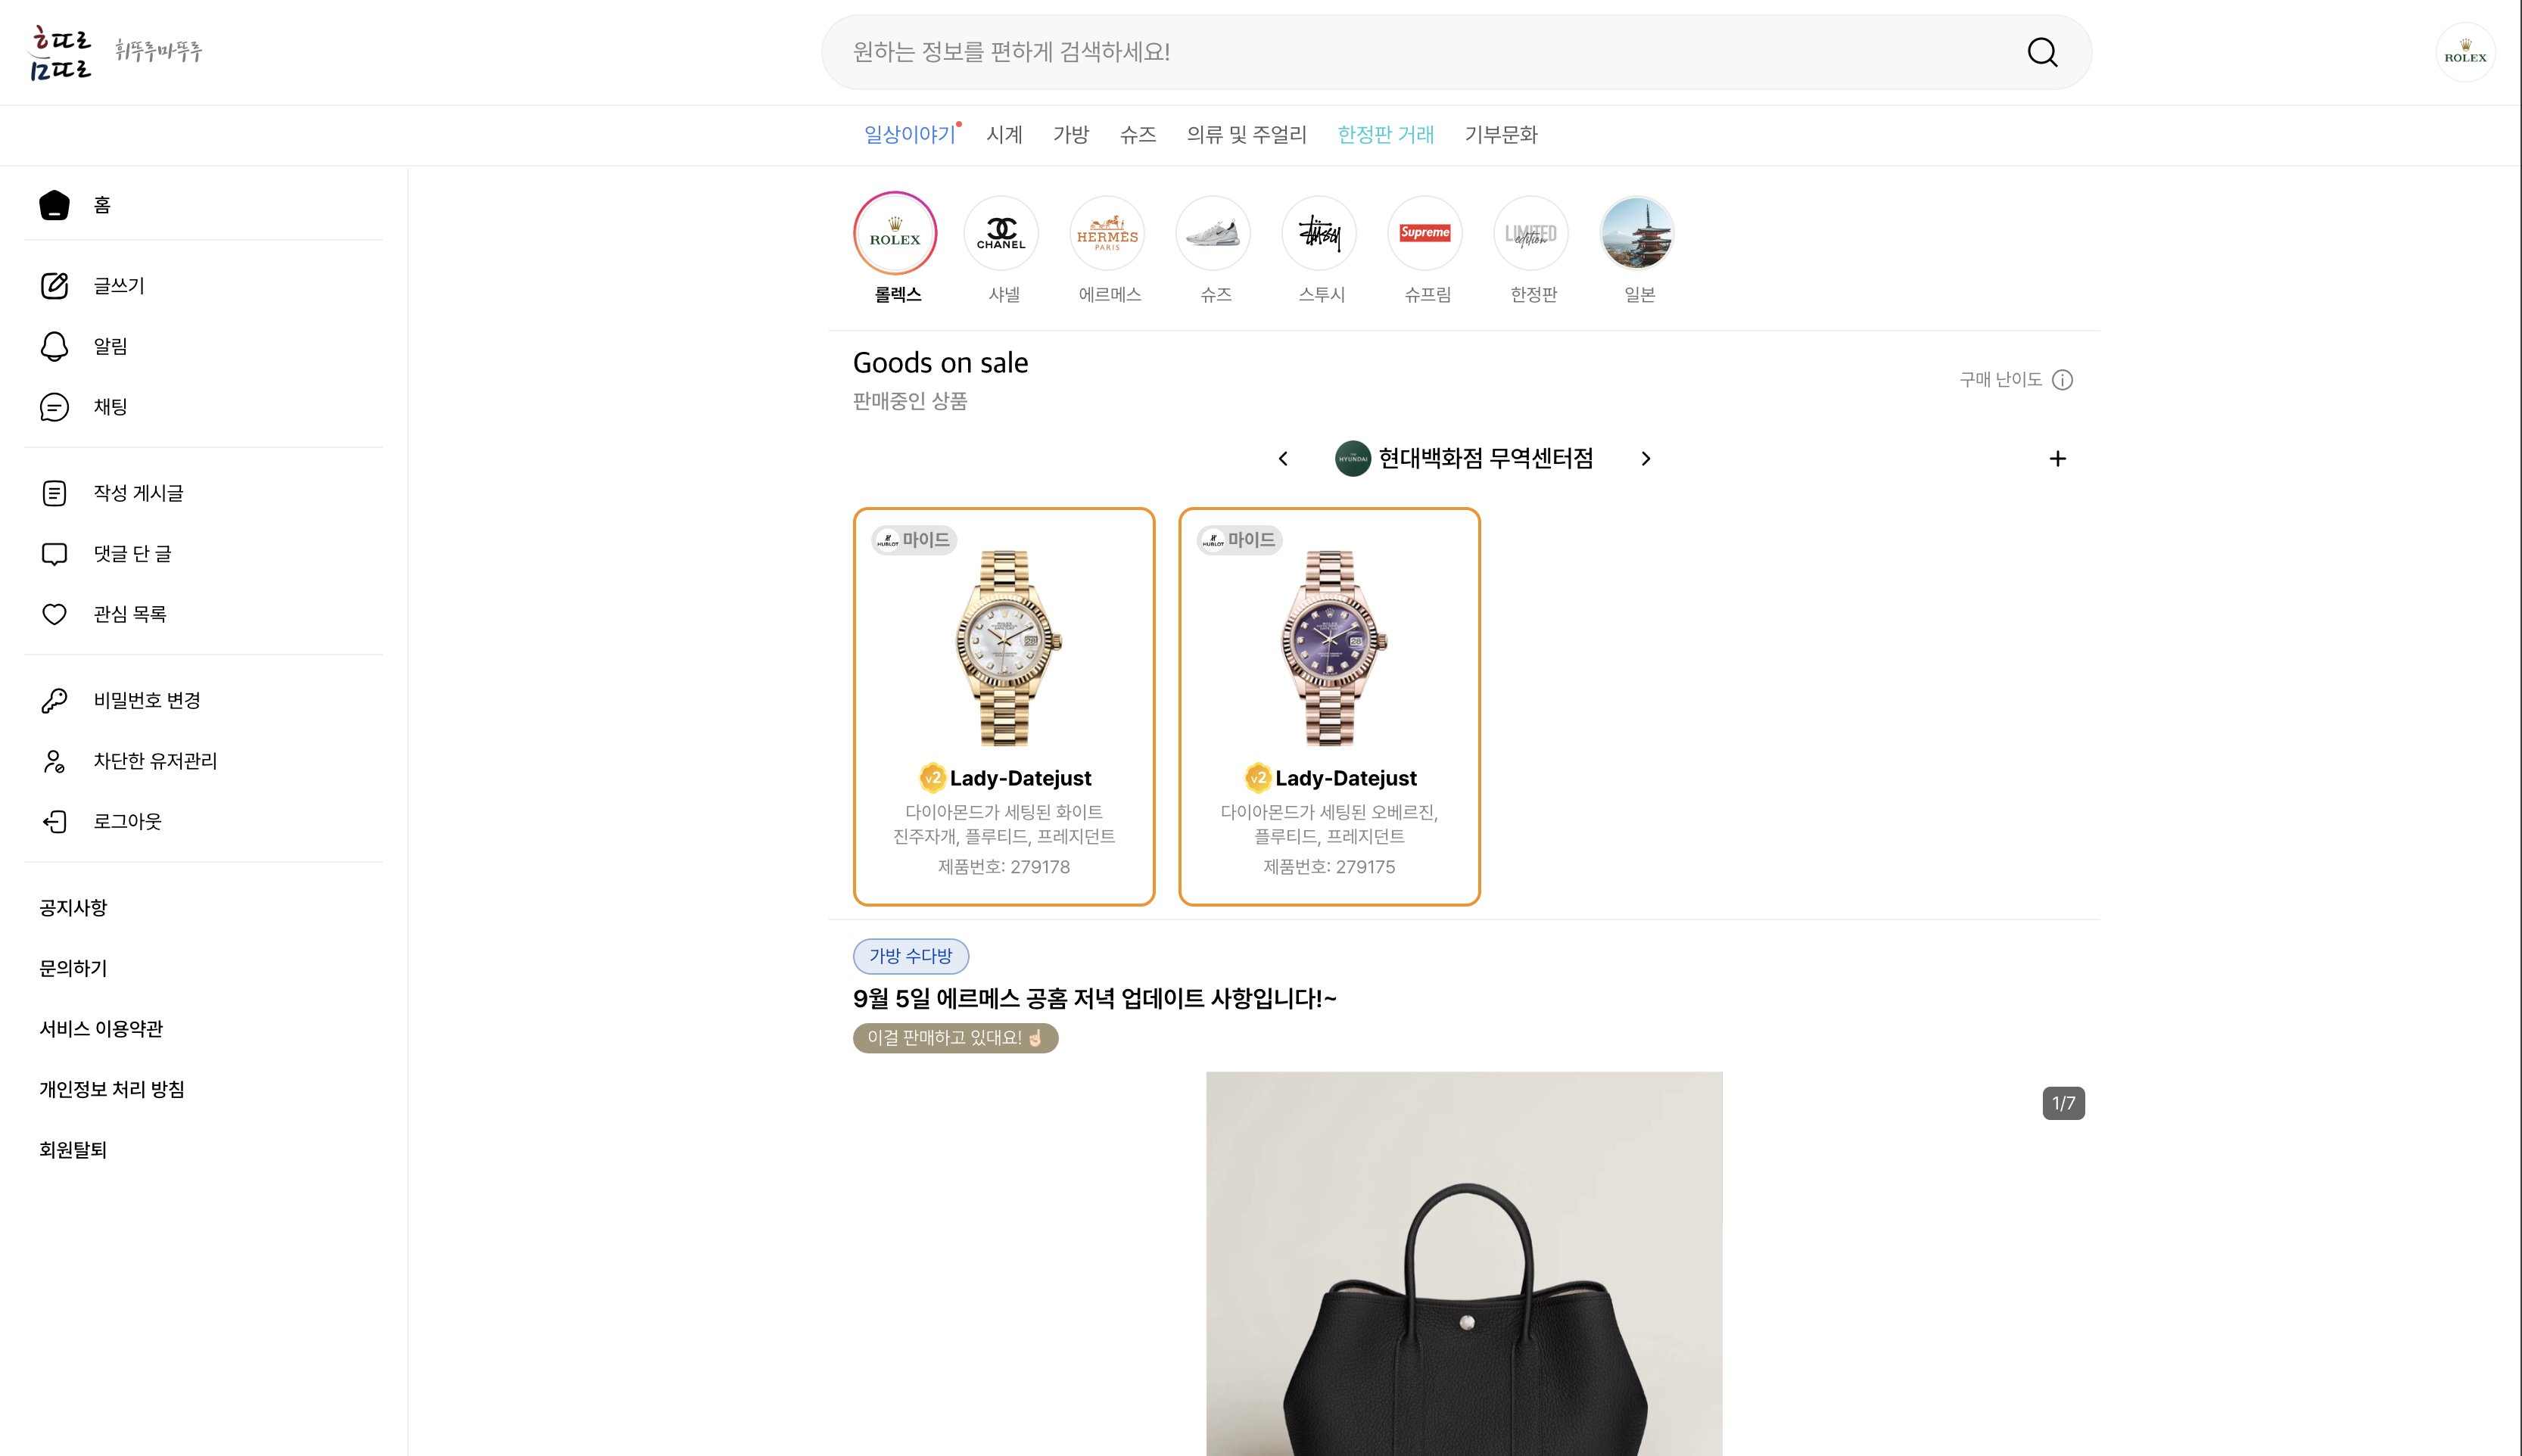 휘뚜루마뚜루
원하는 정보를 편하게 검색하세요!
ROLEX
일상이야기 시계 가방 슈즈 의류 및 주얼리 한정판 거래 기부문화
홈
글쓰기
알림
채팅
작성 게시글
댓글 단 글
관심 목록
비밀번호 변경
차단한 유저관리
로그아웃
공지사항
문의하기
서비스 이용약관
개인정보 처리 방침
회원탈퇴
ROLEX
CHANEL
HERMÈS
PARIS
Supreme
LIMITED
edition
롤렉스 샤넬 에르메스 슈즈 스투시 슈프림 한정판 일본
Goods on sale
판매중인 상품
구매 난이도
HYUNDAI
현대백화점 무역센터점
HUBLOT 마이드
v2 Lady-Datejust
다이아몬드가 세팅된 화이트
진주자개, 플루티드, 프레지던트
제품번호: 279178
HUBLOT 마이드
v2 Lady-Datejust
다이아몬드가 세팅된 오베르진,
플루티드, 프레지던트
제품번호: 279175
가방 수다방
9월 5일 에르메스 공홈 저녁 업데이트 사항입니다!~
이걸 판매하고 있대요!☝🏻
1/7